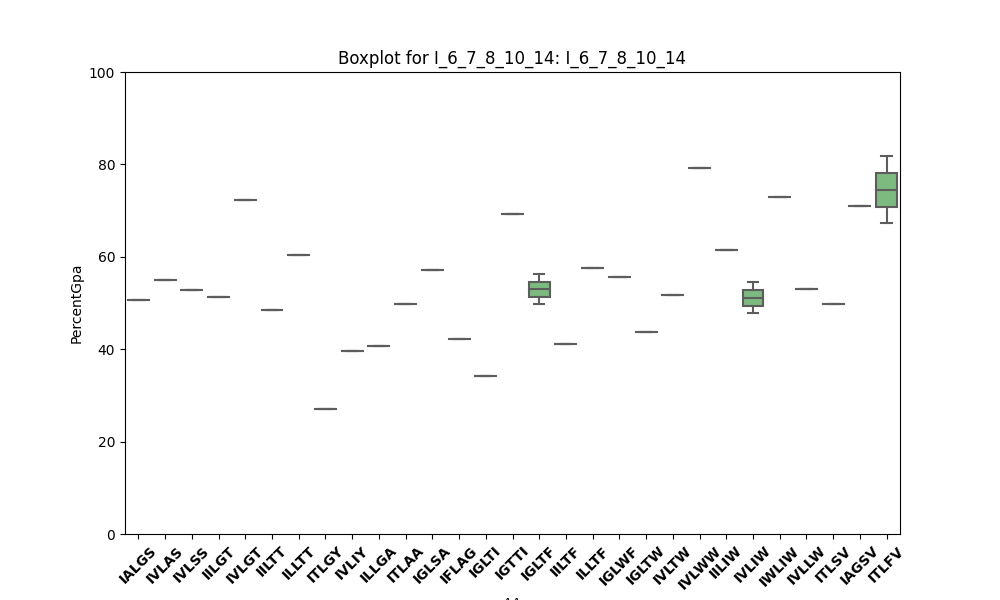 Boxplot for I_6_7_8_10_14: I_6_7_8_10_14
100
80
60
40
20
0
PercentGpa
IALGS
IVLAS
IVLSS
IILGT
IVLGT
IILTT
ILLTT
ITLGY
IVLIY
ILLGA
ITLAA
IGLSA
IFLAG
IGLTI
IGTTI
IGLTF
IILTF
ILLTF
IGLWF
IGLTW
IVLTW
IVLWW
IILIW
IVLIW
IWLIW
IVLLW
ITLSV
IAGSV
ITLFV